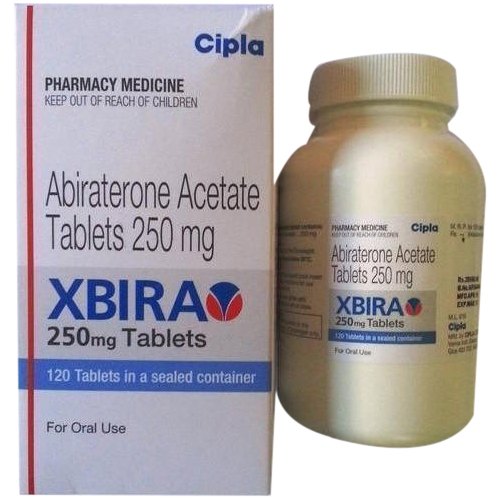 Cipla
PHARMACY MEDICINE
KEEP OUT OF REACH OF CHILDREN
Abiraterone Acetate
Tablets 250 mg
XBIRA
250mg Tablets
120 Tablets in a sealed container
For Oral Use
PHARMACY MEDICINE
KEEP OUT OF REACH OF CHILDREN
Cipla
Abiraterone Acetate
Tablets 250 mg
XBIRA
250mg Tablets
120 Tablets in a sealed container
For Oral Use
M. R. P.
Rs.
Cipla